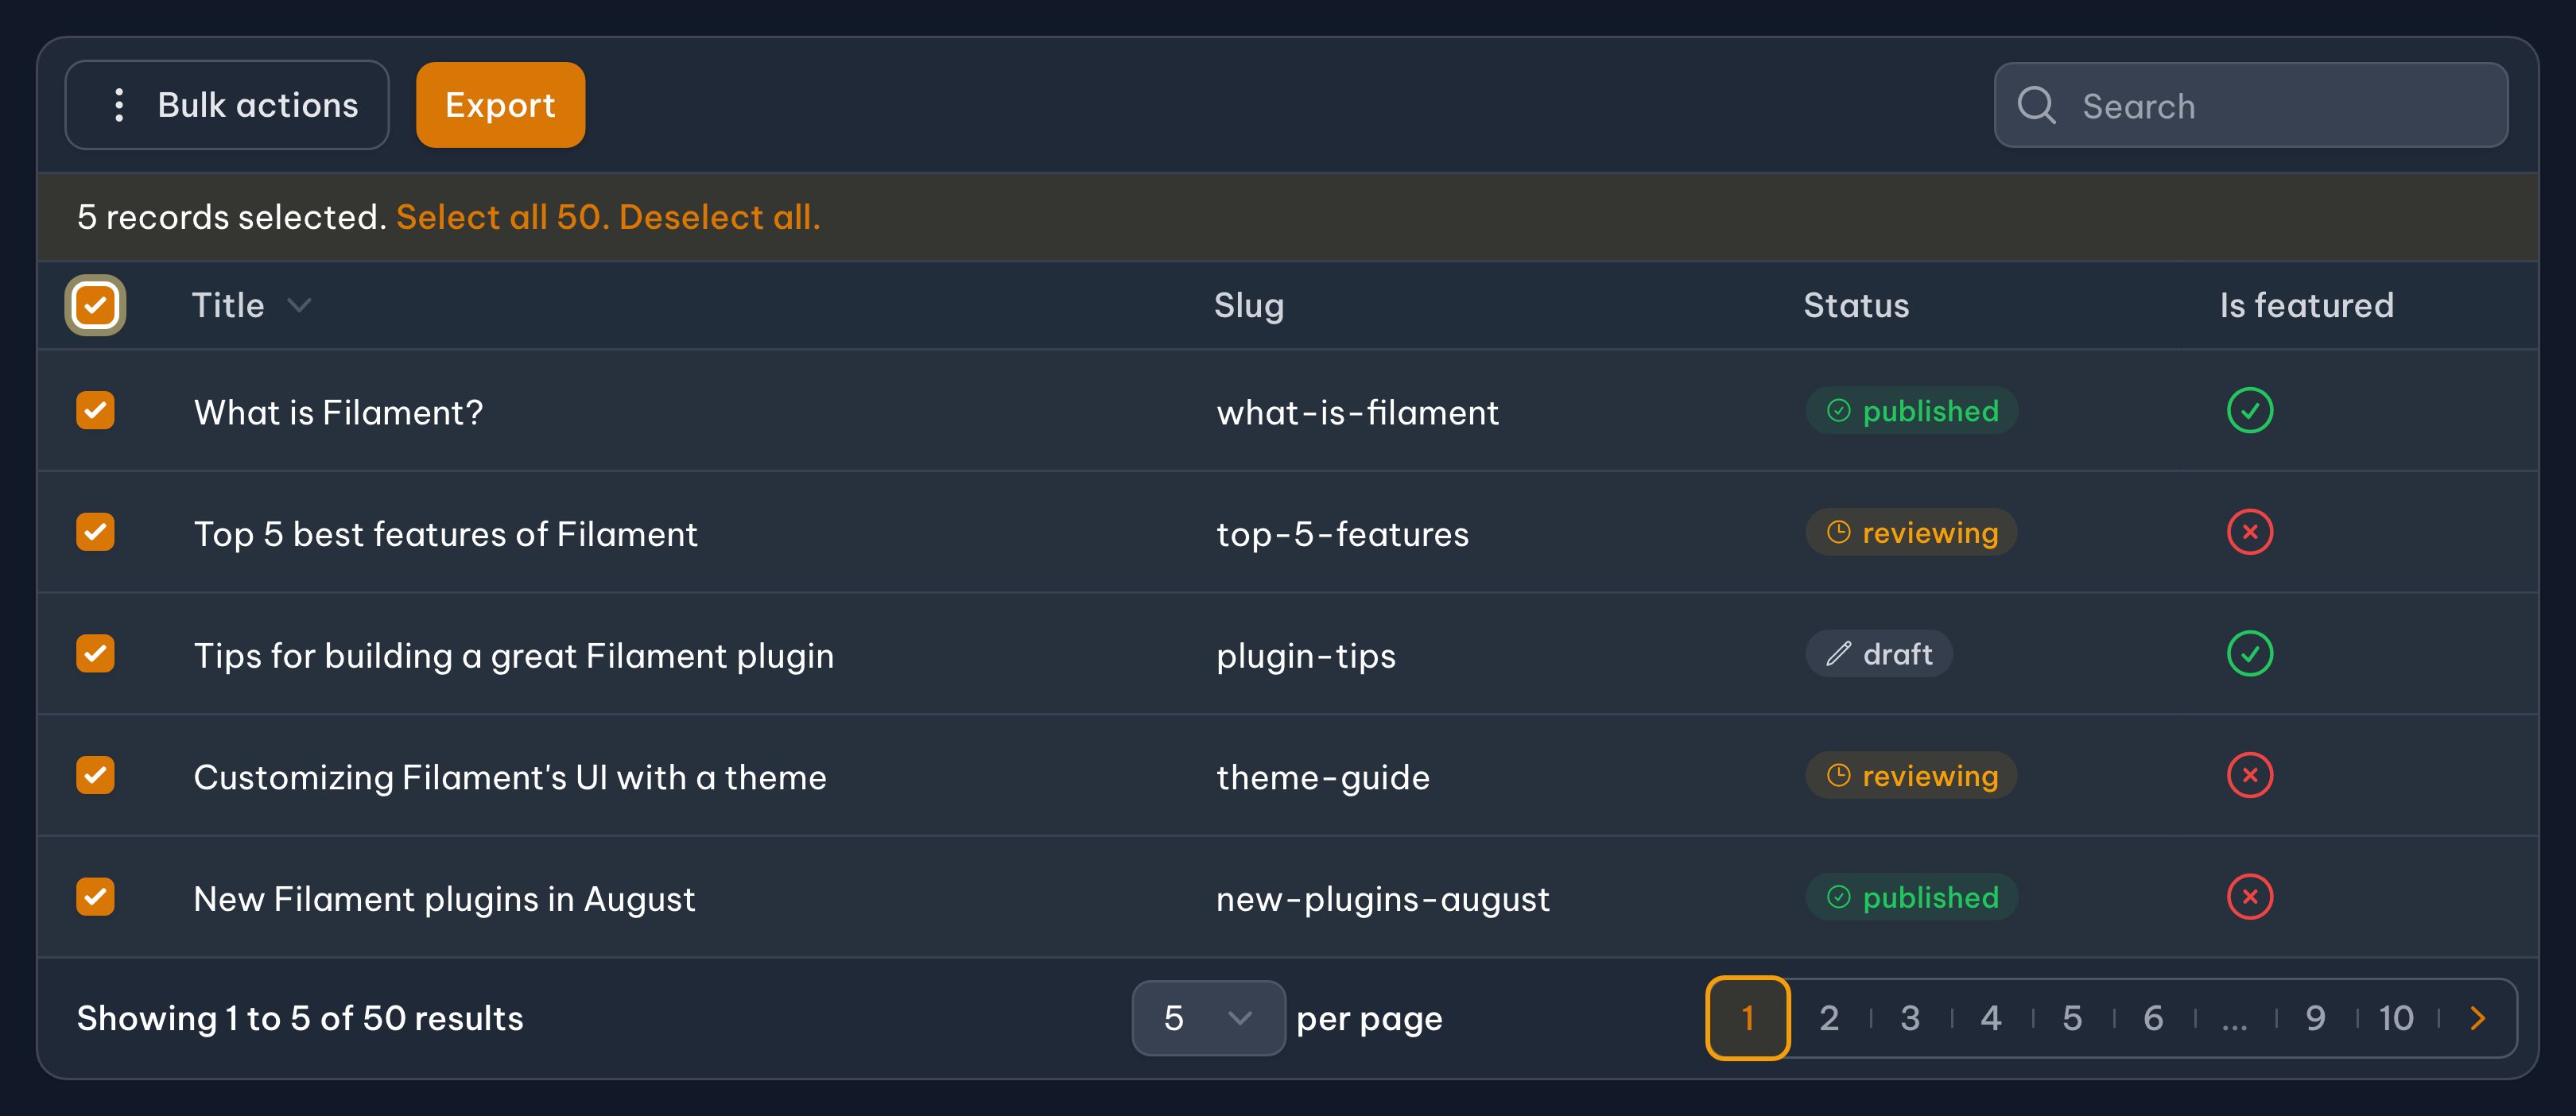 Bulk actions Export Search
5 records selected. Select all 50. Deselect all.
Title Slug Status Is featured
What is Filament? what-is-filament published
Top 5 best features of Filament top-5-features reviewing
Tips for building a great Filament plugin plugin-tips draft
Customizing Filament's UI with a theme theme-guide reviewing
New Filament plugins in August new-plugins-august published
Showing 1 to 5 of 50 results 5 per page 1 2 3 4 5 6 ... 9 10